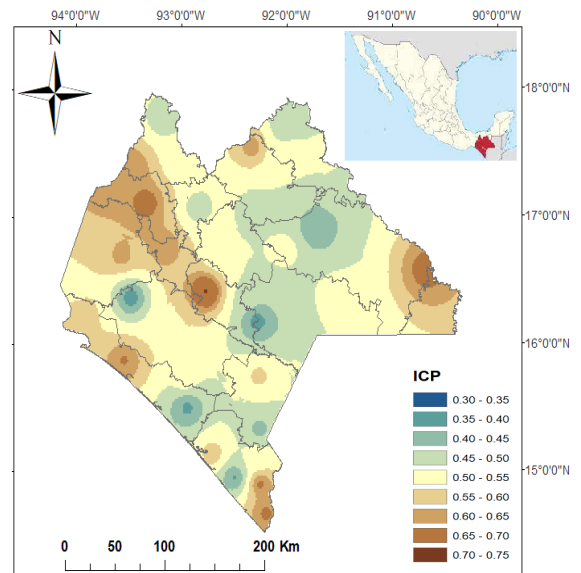 94°0'0"W 93°0'0"W 92°0'0"W 91°0'0"W 90°0'0"W
N
18°0'0"N
17°0'0"N
16°0'0"N
15°0'0"N
ICP
0.30 - 0.35
0.35 - 0.40
0.40 - 0.45
0.45 - 0.50
0.50 - 0.55
0.55 - 0.60
0.60 - 0.65
0.65 - 0.70
0.70 - 0.75
0 50 100 200 Km